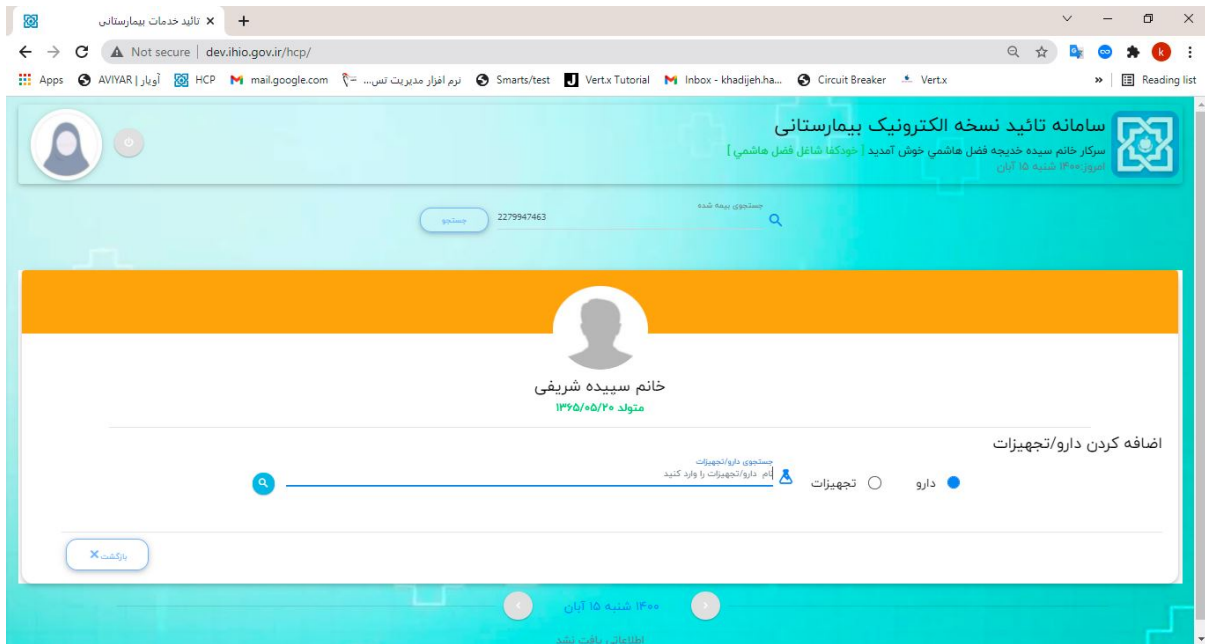 تائید خدمات بیمارستانی
Not secure | dev.ihio.gov.ir/hcp/
k
Apps AVIYAR | آویار HCP mail.google.com نرم افزار مدیریت تس... Smarts/test Vert.x Tutorial Inbox - khadijeh.ha... Circuit Breaker Vert.x » Reading list
سامانه تائید نسخه الکترونیک بیمارستانی
سرکار خانم سیده خدیجه فضل هاشمي خوش آمدید [ خودکفا شاغل فضل هاشمي ]
امروز:۱۴۰۰ شنبه ۱۵ آبان
جستجوی بیمه شده
2279947463
جستجو
خانم سپیده شریفی
متولد ۱۳۶۵/۰۵/۲۰
اضافه کردن دارو/تجهیزات
جستجوی دارو/تجهیزات
دارو تجهیزات نام دارو/تجهیزات را وارد کنید
بازگشت
۱۴۰۰ شنبه ۱۵ آبان
اطلاعاتی یافت نشد